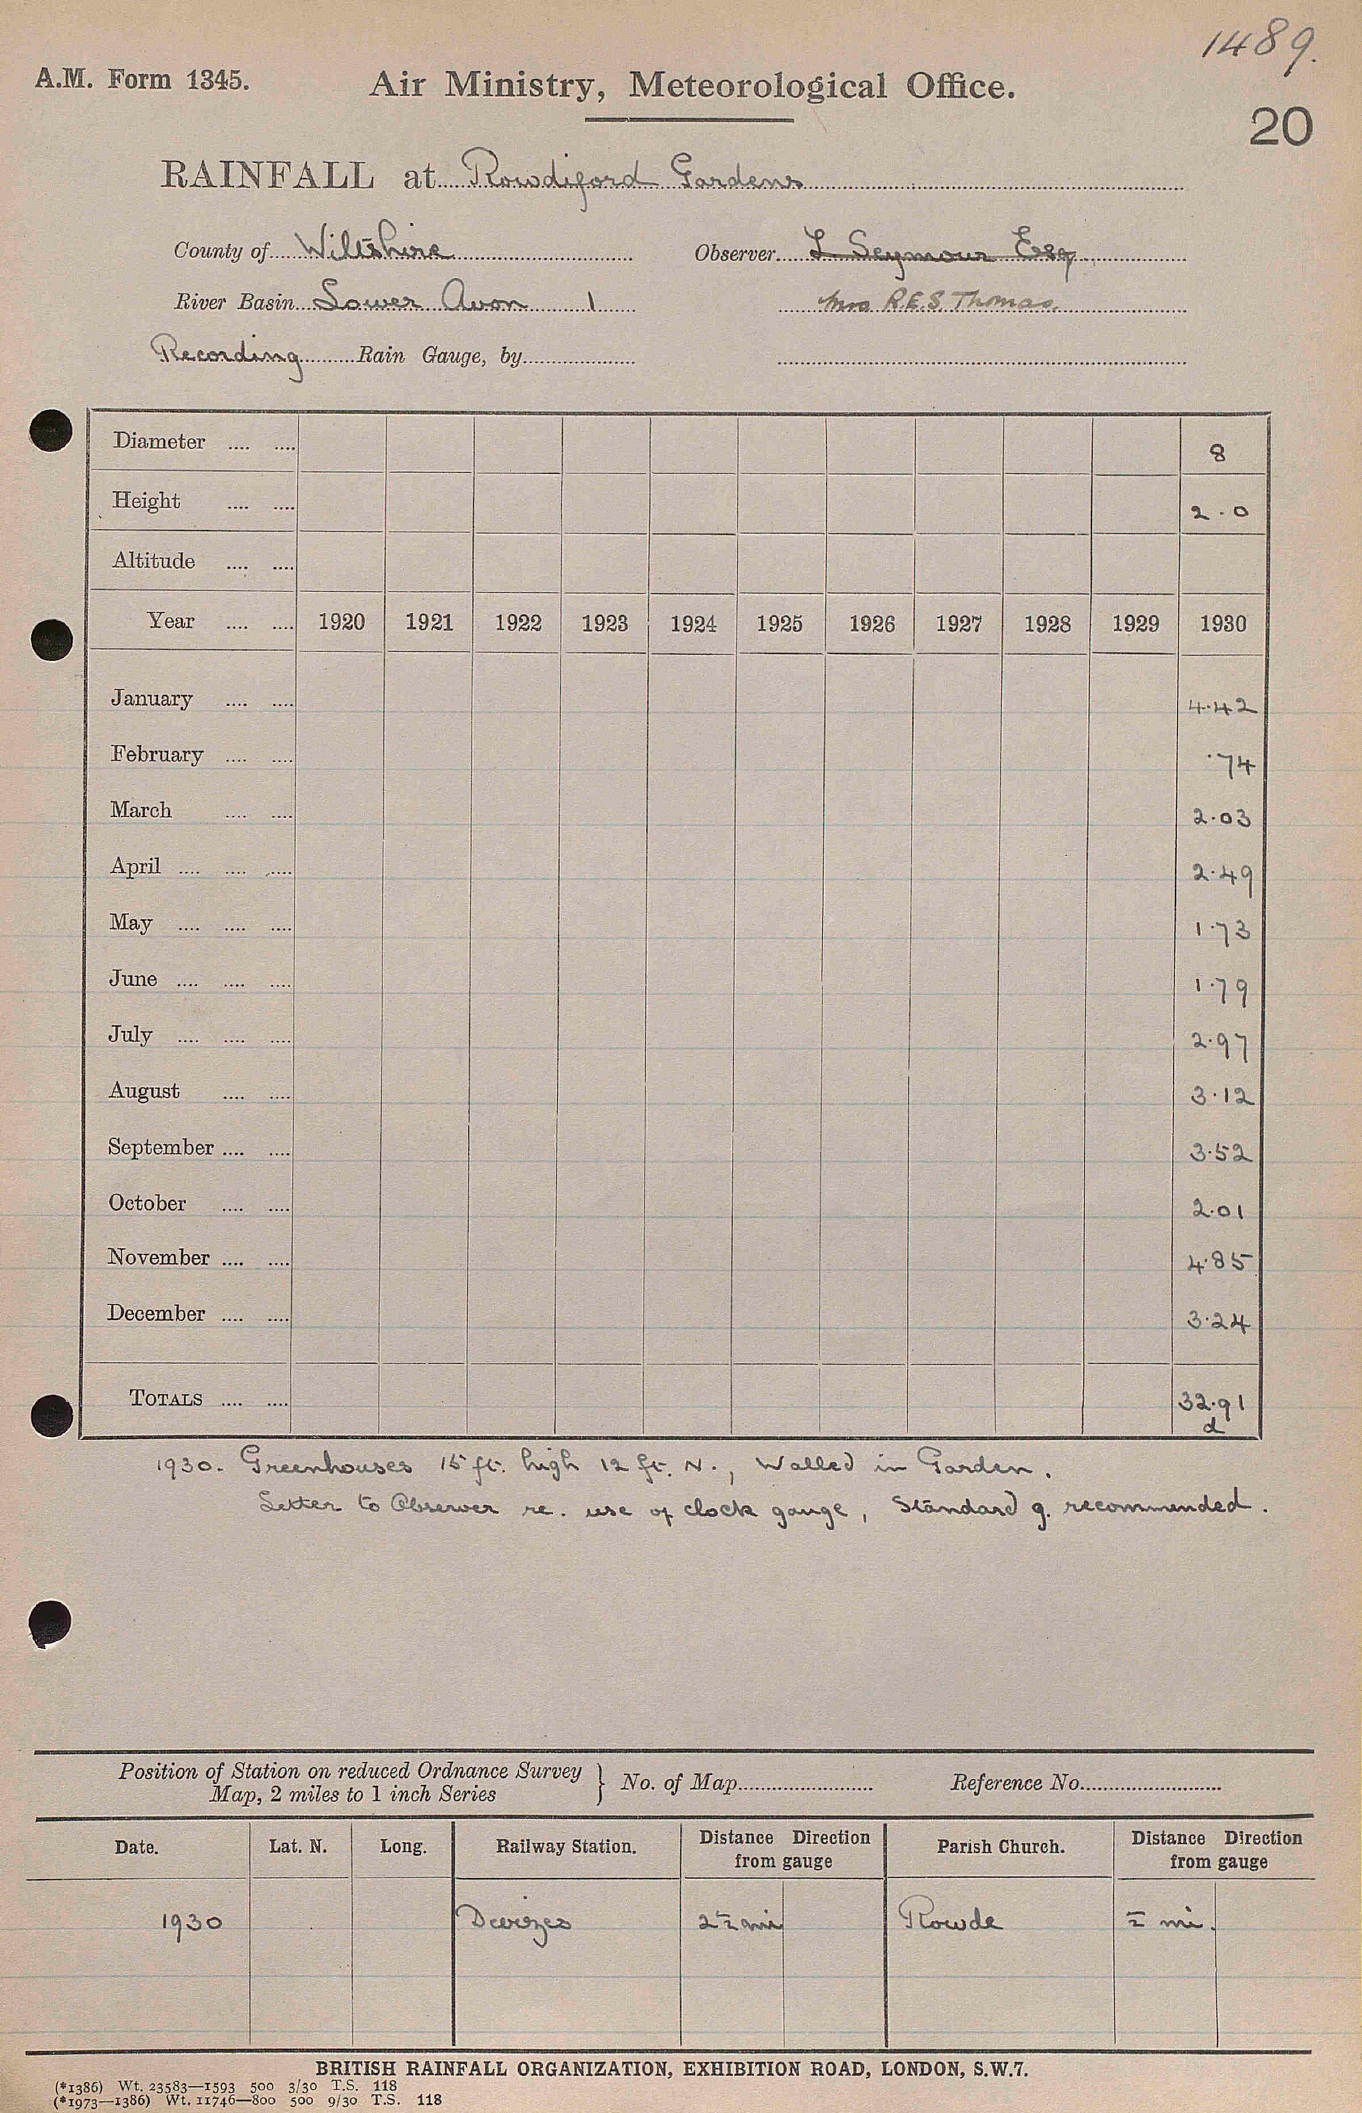 1489.
A.M. Form 1345. Air Ministry, Meteorological Office.
20
RAINFALL at Rowdiford Gardens
County of Wiltshire Observer L Seymour Esq
River Basin Lower Avon 1 Mrs R.E.S Thomas.
Recording Rain Gauge, by
Diameter .... .... 8
Height .... .... 2.0
Altitude .... ....
Year .... .... 1920 1921 1922 1923 1924 1925 1926 1927 1928 1929 1930
January .... .... 4.42
February .... .... .74
March .... .... 2.03
April .... .... .... 2.49
May .... .... .... 1.73
June .... .... .... 1.79
July .... .... .... 2.97
August .... .... 3.12
September .... .... 3.52
October .... .... 2.01
November .... .... 4.85
December .... .... 3.24
TOTALS .... .... 32.91
d
1930. Greenhouses 15 ft. high 12 ft. N., Walled in Garden.
Letter to Observer re. use of clock gauge, Standard g. recommended.
Position of Station on reduced Ordnance Survey
Map, 2 miles to 1 inch Series } No. of Map Reference No.
Date. Lat. N. Long. Railway Station. Distance Direction from gauge Parish Church. Distance Direction from gauge
1930 Devizes 2½ mi Rowde ½ mi.
BRITISH RAINFALL ORGANIZATION, EXHIBITION ROAD, LONDON, S.W.7.
(*1386) Wt. 23583—1593 500 3/30 T.S. 118
(*1973—1386) Wt. 11746—800 500 9/30 T.S. 118